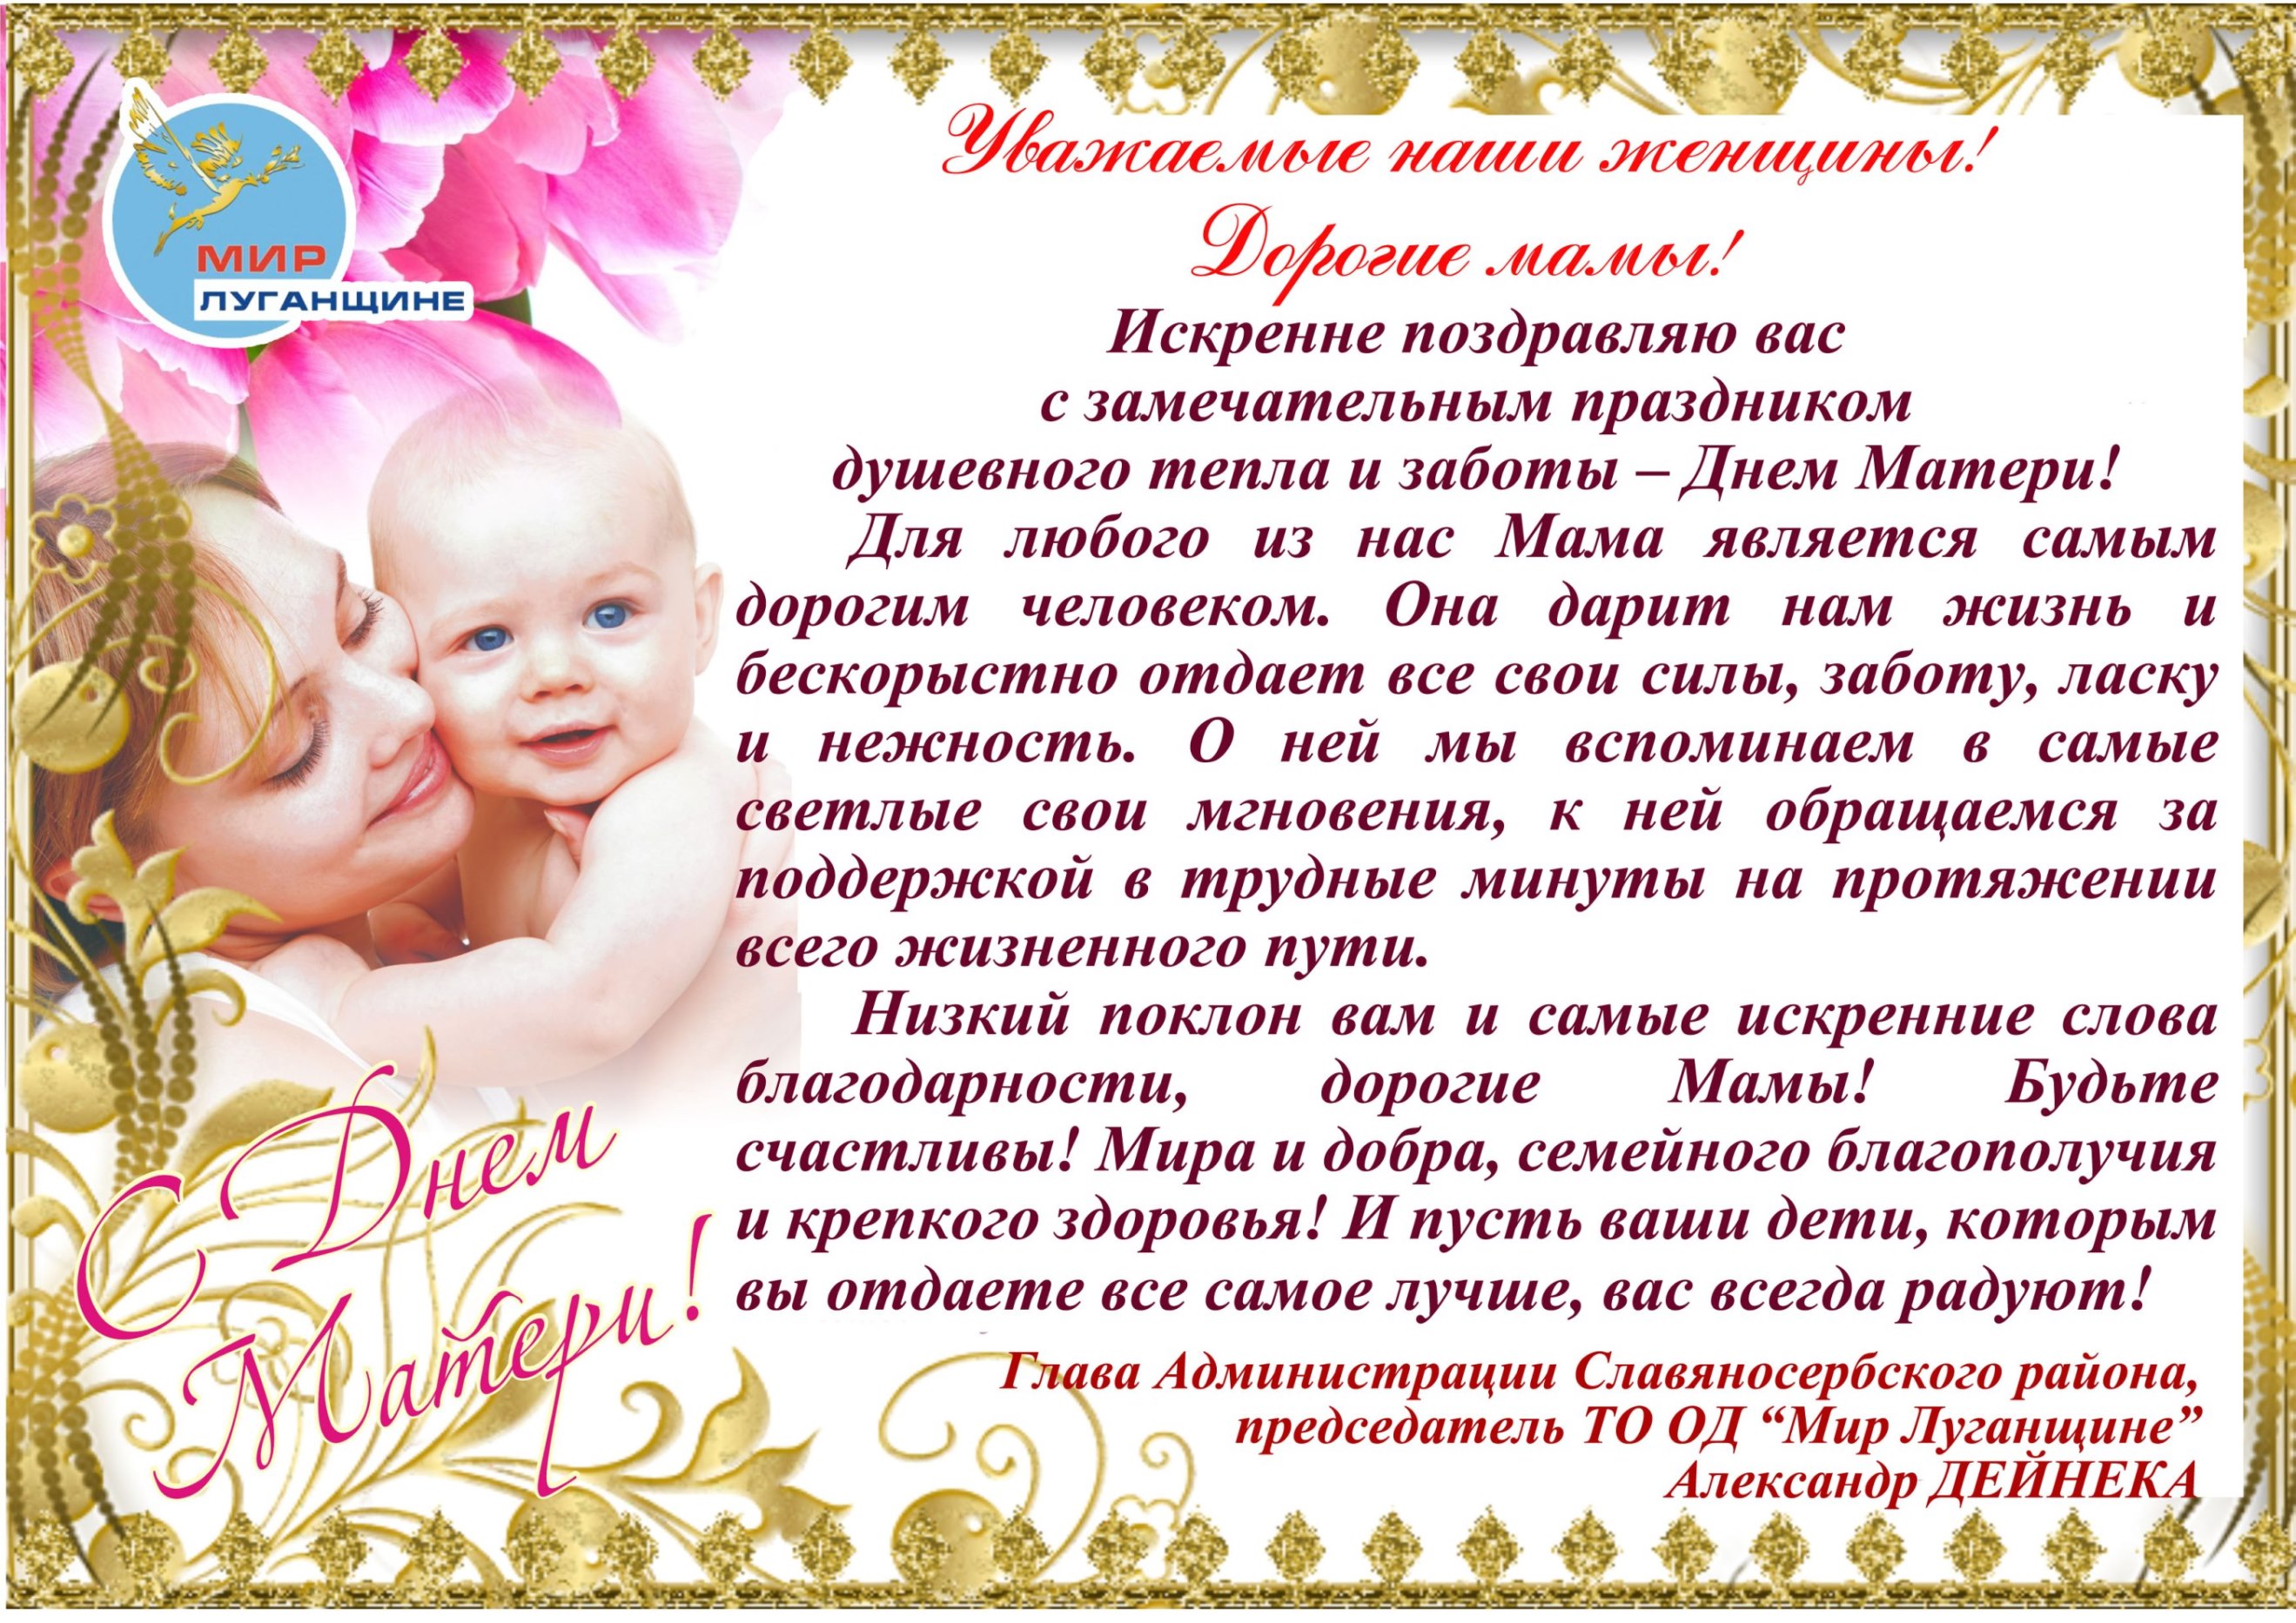 МИР
ЛУГАНЩИНЕ
Уважаемые наши женщины!
Дорогие мамы!
Искренне поздравляю вас
с замечательным праздником
душевного тепла и заботы – Днем Матери!
Для любого из нас Мама является самым
дорогим человеком. Она дарит нам жизнь и
бескорыстно отдает все свои силы, заботу, ласку
и нежность. О ней мы вспоминаем в самые
светлые свои мгновения, к ней обращаемся за
поддержкой в трудные минуты на протяжении
всего жизненного пути.
Низкий поклон вам и самые искренние слова
благодарности, дорогие Мамы! Будьте
счастливы! Мира и добра, семейного благополучия
и крепкого здоровья! И пусть ваши дети, которым
вы отдаете все самое лучше, вас всегда радуют!
Глава Администрации Славяносербского района,
председатель ТО ОД “Мир Луганщине”
Александр ДЕЙНЕКА
С Днем
Матери!